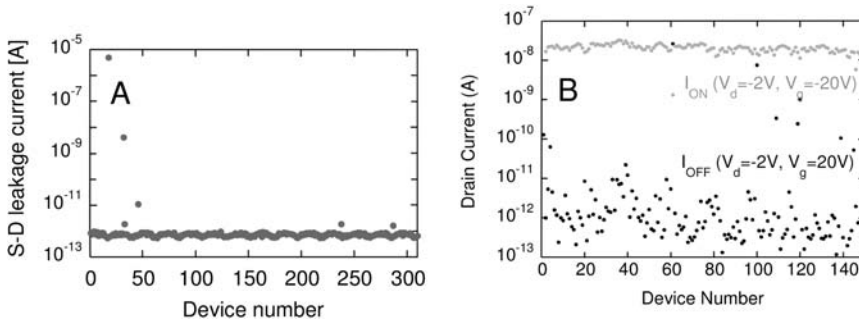 S-D leakage current [A]
10⁻⁵
10⁻⁷
10⁻⁹
10⁻¹¹
10⁻¹³
A
0 50 100 150 200 250 300
Device number
Drain Current (A)
10⁻⁷
10⁻⁸
10⁻⁹
10⁻¹⁰
10⁻¹¹
10⁻¹²
10⁻¹³
B
I_ON (V_d=-2V, V_g=-20V)
I_OFF (V_d=-2V, V_g=20V)
0 20 40 60 80 100 120 140
Device Number